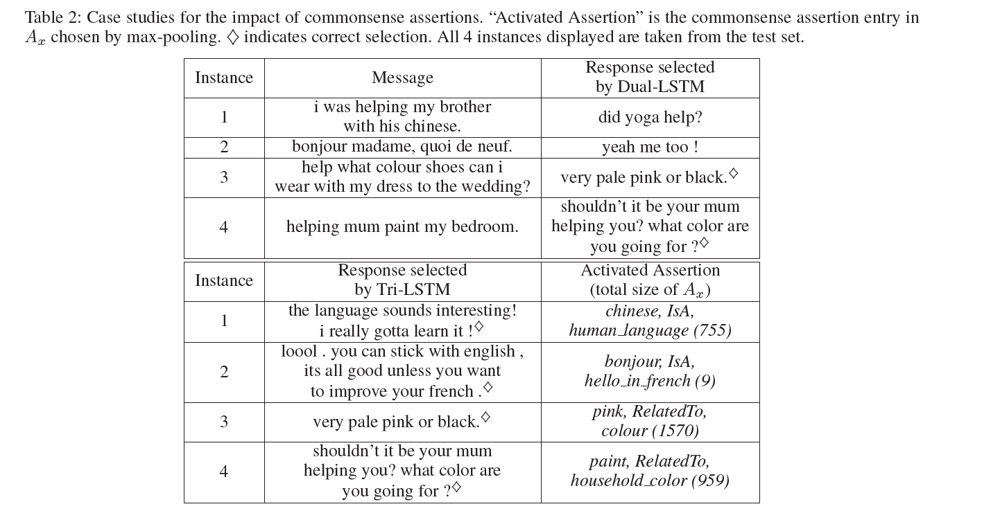 Table 2: Case studies for the impact of commonsense assertions. “Activated Assertion” is the commonsense assertion entry in
Aₓ chosen by max-pooling. ♢ indicates correct selection. All 4 instances displayed are taken from the test set.
Instance
Message
Response selected
by Dual-LSTM
1
i was helping my brother
with his chinese.
did yoga help?
2
bonjour madame, quoi de neuf.
yeah me too !
3
help what colour shoes can i
wear with my dress to the wedding?
very pale pink or black.♢
4
helping mum paint my bedroom.
shouldn’t it be your mum
helping you? what color are
you going for ?♢
Instance
Response selected
by Tri-LSTM
Activated Assertion
(total size of Aₓ)
1
the language sounds interesting!
i really gotta learn it !♢
chinese, IsA,
human_language (755)
2
loool . you can stick with english ,
its all good unless you want
to improve your french .♢
bonjour, IsA,
hello_in_french (9)
3
very pale pink or black.♢
pink, RelatedTo,
colour (1570)
4
shouldn’t it be your mum
helping you? what color are
you going for ?♢
paint, RelatedTo,
household_color (959)